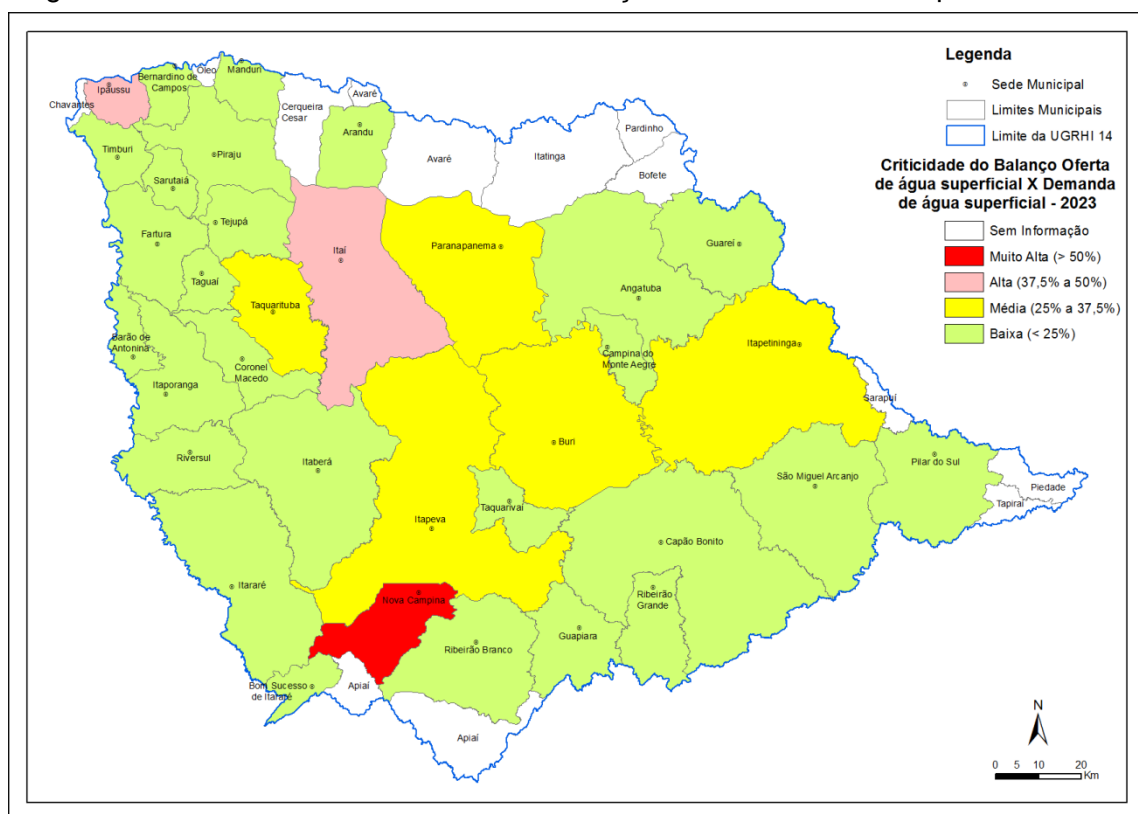 Legenda
Sede Municipal
Limites Municipais
Limite da UGRHI 14
Criticidade do Balanço Oferta
de água superficial X Demanda
de água superficial - 2023
Sem Informação
Muito Alta (> 50%)
Alta (37,5% a 50%)
Média (25% a 37,5%)
Baixa (< 25%)
Chavantes
Ipaussu
Bernardino de
Campos
Óleo
Manduri
Cerqueira
Cesar
Avaré
Arandu
Avaré
Itatinga
Pardinho
Bofete
Timburi
Sarutaiá
Piraju
Tejupá
Fartura
Taguaí
Taquarituba
Itaí
Paranapanema
Guareí
Angatuba
Campina do
Monte Aegre
Itapetininga
Sarapuí
Barão de
Antonina
Itaporanga
Coronel
Macedo
Riversul
Itaberá
Buri
Pilar do Sul
Piedade
Tapiraí
São Miguel Arcanjo
Taquarivaí
Itapeva
Capão Bonito
Itararé
Nova Campina
Ribeirão
Grande
Guapiara
Ribeirão Branco
Bom Sucesso
de Itararé
Apiaí
Apiaí
N
0 5 10 20
Km